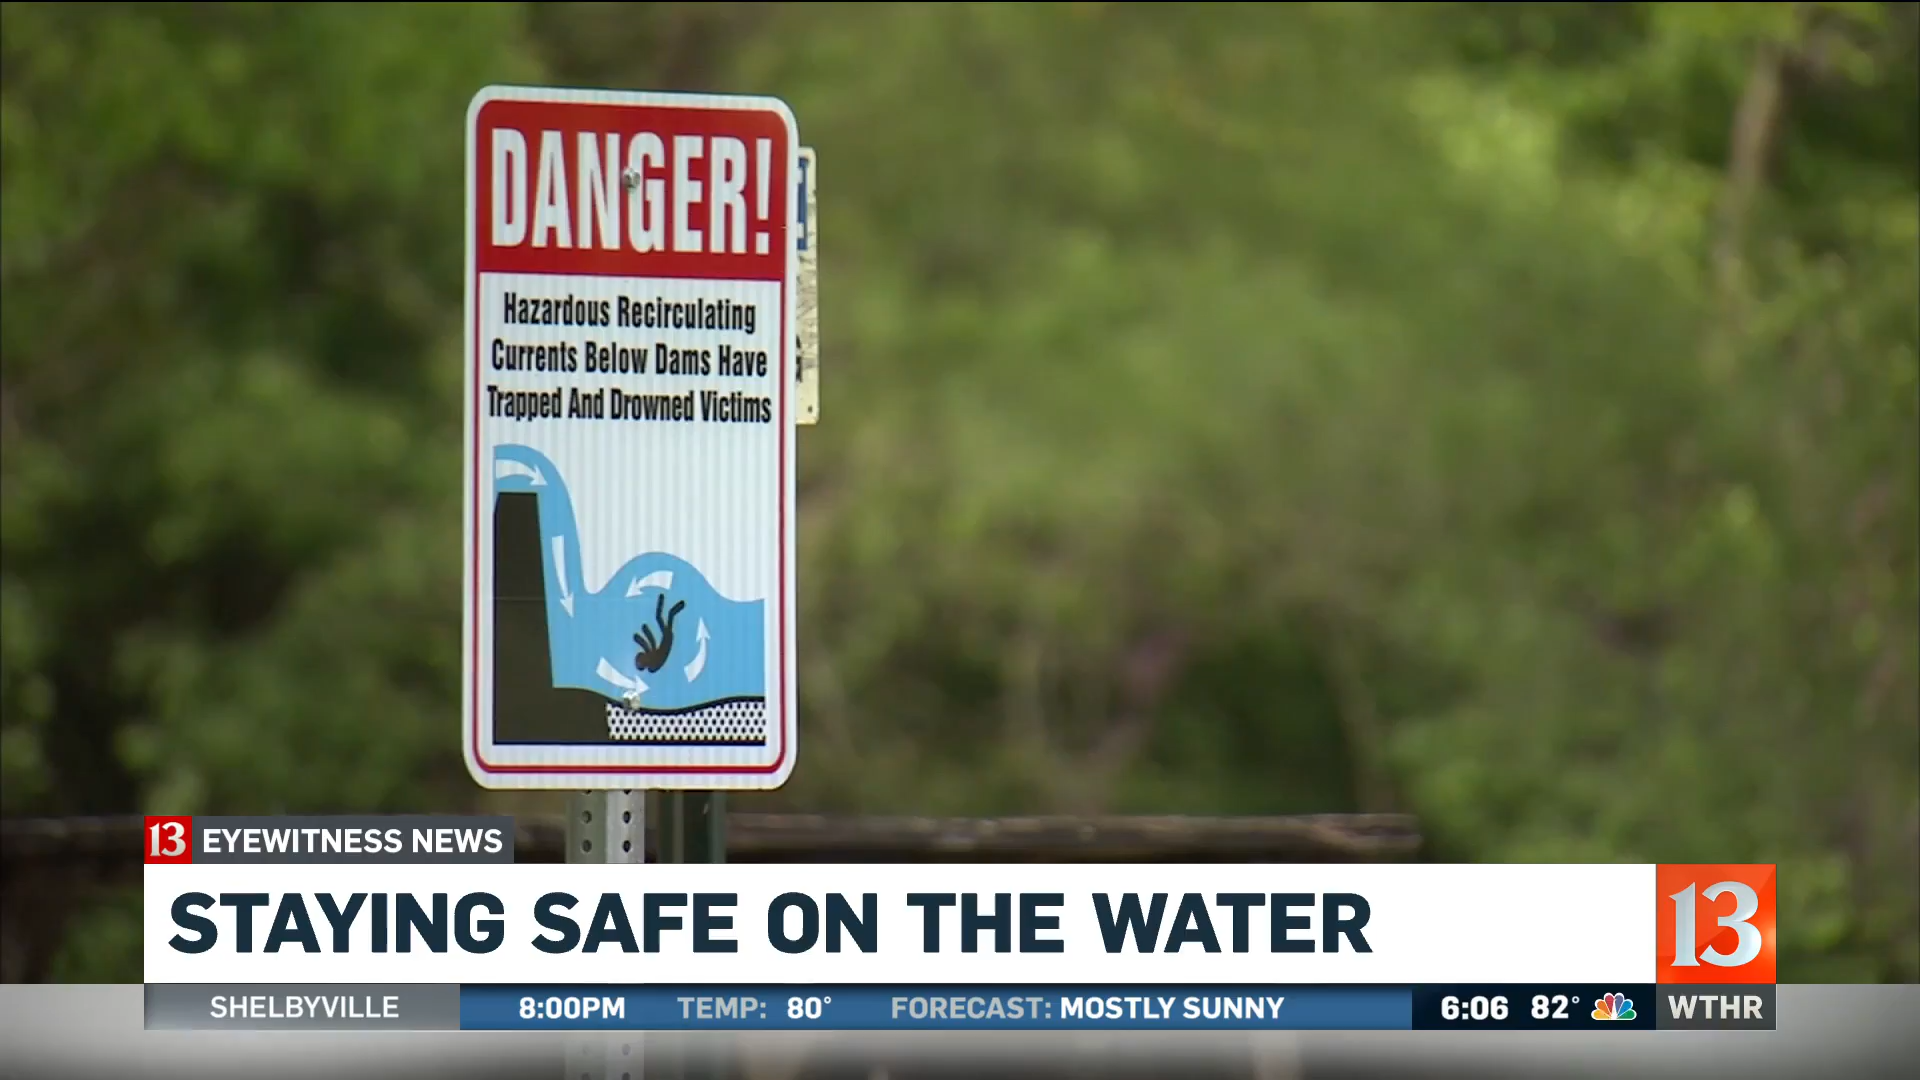 DANGER!
Hazardous Recirculating
Currents Below Dams Have
Trapped And Drowned Victims
13 EYEWITNESS NEWS
STAYING SAFE ON THE WATER
13
SHELBYVILLE 8:00PM TEMP: 80° FORECAST: MOSTLY SUNNY 6:06 82° WTHR